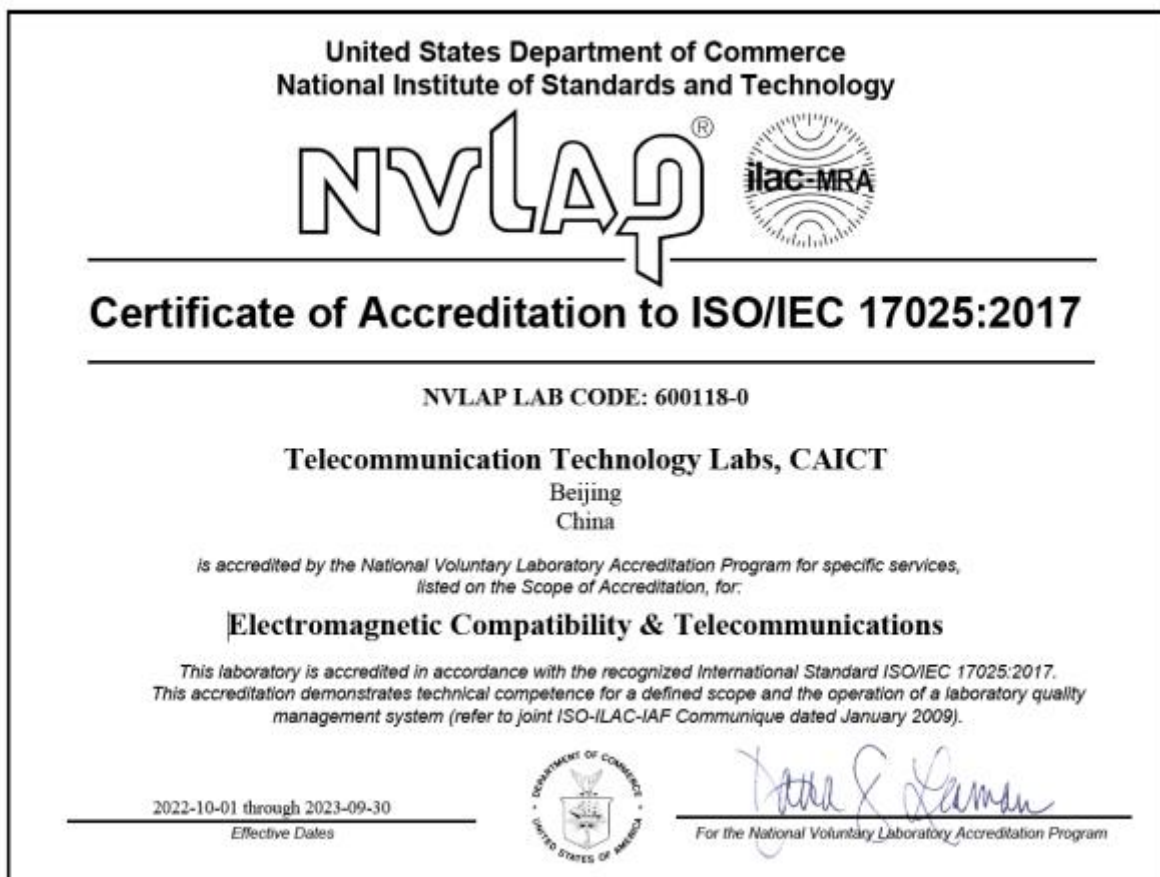 United States Department of Commerce
National Institute of Standards and Technology
NVLAP®
ilac-MRA
Certificate of Accreditation to ISO/IEC 17025:2017
NVLAP LAB CODE: 600118-0
Telecommunication Technology Labs, CAICT
Beijing
China
is accredited by the National Voluntary Laboratory Accreditation Program for specific services,
listed on the Scope of Accreditation, for:
Electromagnetic Compatibility & Telecommunications
This laboratory is accredited in accordance with the recognized International Standard ISO/IEC 17025:2017.
This accreditation demonstrates technical competence for a defined scope and the operation of a laboratory quality
management system (refer to joint ISO-ILAC-IAF Communique dated January 2009).
2022-10-01 through 2023-09-30
Effective Dates
DEPARTMENT OF COMMERCE
UNITED STATES OF AMERICA
Dana S Leaman
For the National Voluntary Laboratory Accreditation Program